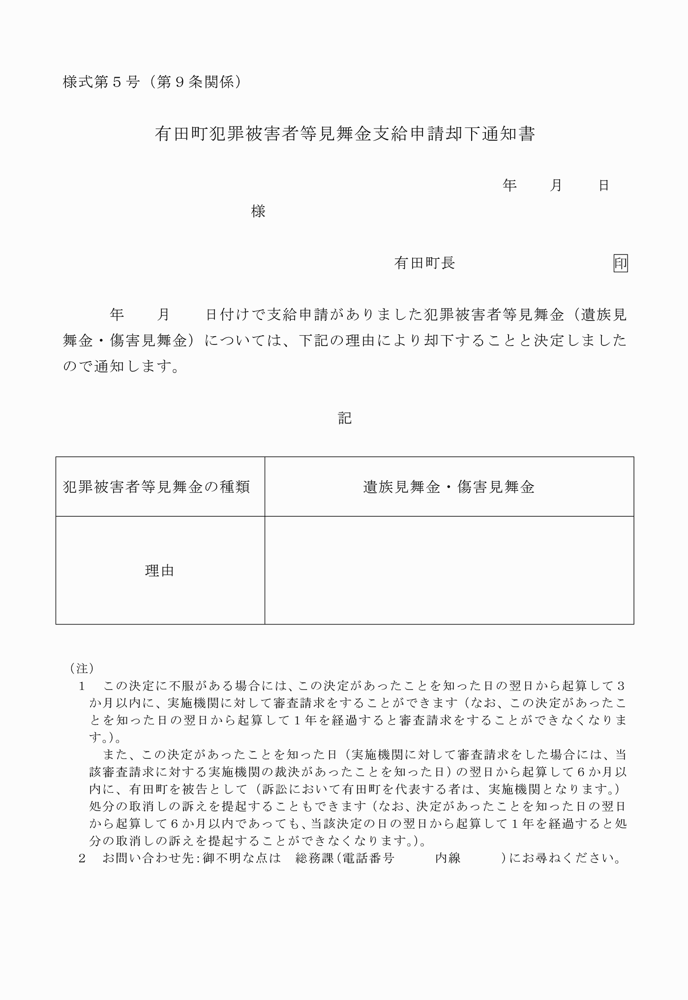 様式第５号（第９条関係）
有田町犯罪被害者等見舞金支給申請却下通知書
年　　月　　日
様
有田町長　　　　　　　　　　印
年　　月　　日付けで支給申請がありました犯罪被害者等見舞金（遺族見
舞金・傷害見舞金）については、下記の理由により却下することと決定しました
ので通知します。
記
犯罪被害者等見舞金の種類　遺族見舞金・傷害見舞金
理由
（注）
１　この決定に不服がある場合には、この決定があったことを知った日の翌日から起算して３
か月以内に、実施機関に対して審査請求をすることができます（なお、この決定があったこ
とを知った日の翌日から起算して１年を経過すると審査請求をすることができなくなりま
す。）。
また、この決定があったことを知った日（実施機関に対して審査請求をした場合には、当
該審査請求に対する実施機関の裁決があったことを知った日）の翌日から起算して６か月以
内に、有田町を被告として（訴訟において有田町を代表する者は、実施機関となります。）
処分の取消しの訴えを提起することもできます（なお、決定があったことを知った日の翌日
から起算して６か月以内であっても、当該決定の日の翌日から起算して１年を経過すると処
分の取消しの訴えを提起することができなくなります。）。
２　お問い合わせ先：御不明な点は　総務課（電話番号　　　内線　　　）にお尋ねください。